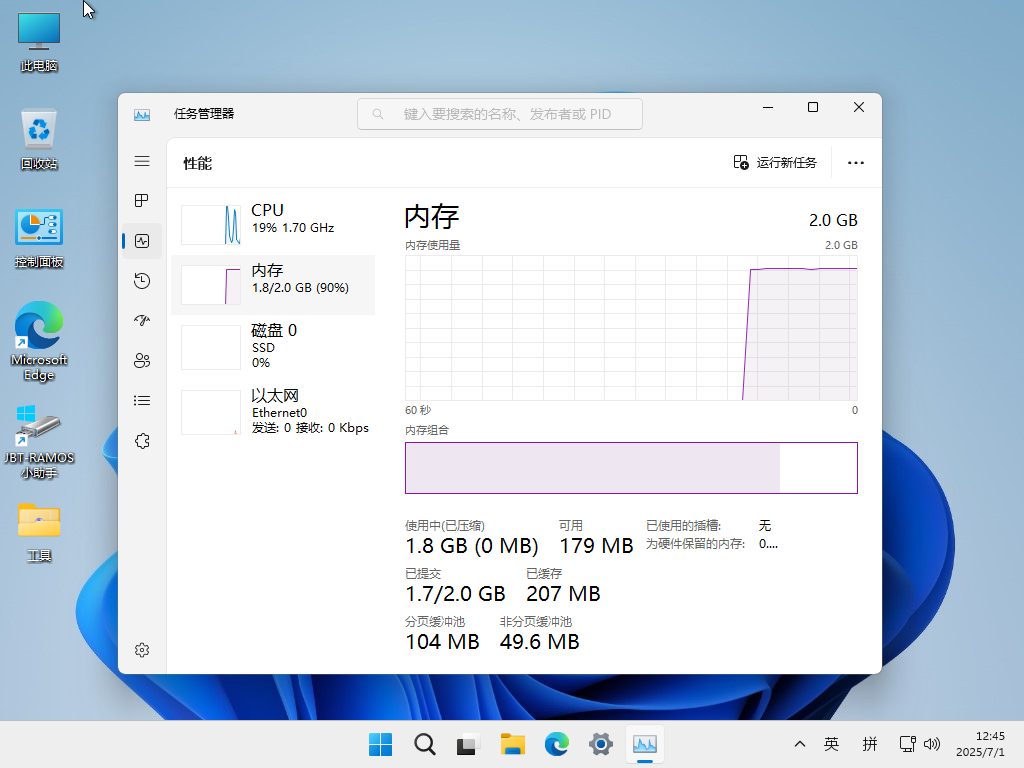 此电脑
回收站
控制面板
Microsoft
Edge
JBT-RAMOS
小助手
工具
任务管理器
键入要搜索的名称、发布者或 PID
性能
运行新任务
CPU
19% 1.70 GHz
内存
1.8/2.0 GB (90%)
磁盘 0
SSD
0%
以太网
Ethernet0
发送: 0 接收: 0 Kbps
内存
2.0 GB
内存使用量
2.0 GB
60 秒
0
内存组合
使用中(已压缩)
1.8 GB (0 MB)
可用
179 MB
已使用的插槽:
无
为硬件保留的内存:
0....
已提交
1.7/2.0 GB
已缓存
207 MB
分页缓冲池
104 MB
非分页缓冲池
49.6 MB
英
拼
12:45
2025/7/1